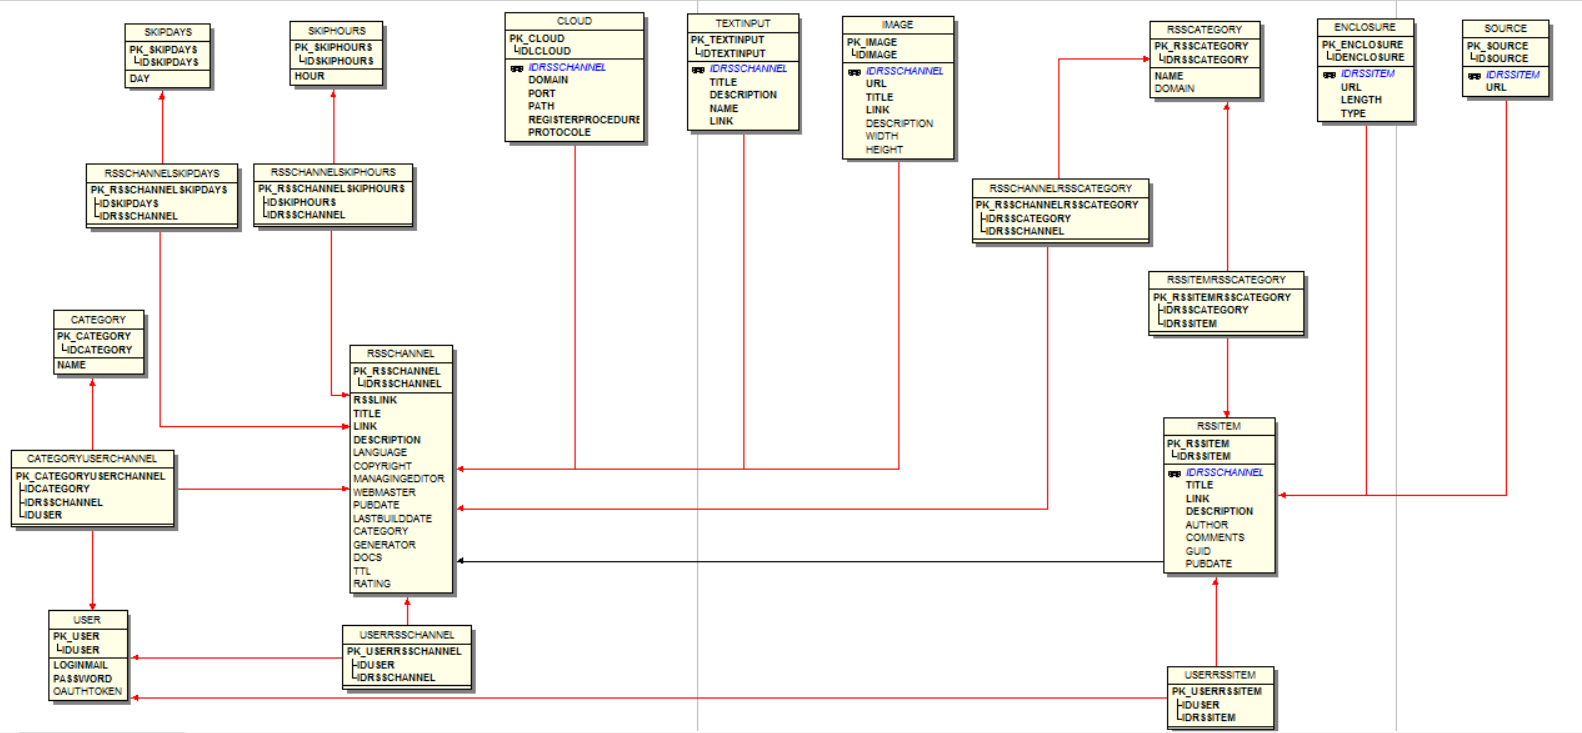 SKIPDAYS
PK_SKIPDAYS
IDSKIPDAYS
DAY
SKIPHOURS
PK_SKIPHOURS
IDSKIPHOURS
HOUR
CLOUD
PK_CLOUD
IDLCLOUD
IDRSSCHANNEL
DOMAIN
PORT
PATH
REGISTERPROCEDURE
PROTOCOLE
TEXTINPUT
PK_TEXTINPUT
IDTEXTINPUT
IDRSSCHANNEL
TITLE
DESCRIPTION
NAME
LINK
IMAGE
PK_IMAGE
IDIMAGE
IDRSSCHANNEL
URL
TITLE
LINK
DESCRIPTION
WIDTH
HEIGHT
RSSCATEGORY
PK_RSSCATEGORY
IDRSSCATEGORY
NAME
DOMAIN
ENCLOSURE
PK_ENCLOSURE
IDENCLOSURE
IDRSSITEM
URL
LENGTH
TYPE
SOURCE
PK_SOURCE
IDSOURCE
IDRSSITEM
URL
RSSCHANNELSKIPDAYS
PK_RSSCHANNELSKIPDAYS
IDSKIPDAYS
IDRSSCHANNEL
RSSCHANNELSKIPHOURS
PK_RSSCHANNELSKIPHOURS
IDSKIPHOURS
IDRSSCHANNEL
RSSCHANNELRSSCATEGORY
PK_RSSCHANNELRSSCATEGORY
IDRSSCATEGORY
IDRSSCHANNEL
RSSITEMRSSCATEGORY
PK_RSSITEMRSSCATEGORY
IDRSSCATEGORY
IDRSSITEM
CATEGORY
PK_CATEGORY
IDCATEGORY
NAME
RSSCHANNEL
PK_RSSCHANNEL
IDRSSCHANNEL
RSSLINK
TITLE
LINK
DESCRIPTION
LANGUAGE
COPYRIGHT
MANAGINGEDITOR
WEBMASTER
PUBDATE
LASTBUILDDATE
CATEGORY
GENERATOR
DOCS
TTL
RATING
RSSITEM
PK_RSSITEM
IDRSSITEM
IDRSSCHANNEL
TITLE
LINK
DESCRIPTION
AUTHOR
COMMENTS
GUID
PUBDATE
CATEGORYUSERCHANNEL
PK_CATEGORYUSERCHANNEL
IDCATEGORY
IDRSSCHANNEL
IDUSER
USER
PK_USER
IDUSER
LOGINMAIL
PASSWORD
OAUTHTOKEN
USERRSSCHANNEL
PK_USERRSSCHANNEL
IDUSER
IDRSSCHANNEL
USERRSSITEM
PK_USERRSSITEM
IDUSER
IDRSSITEM